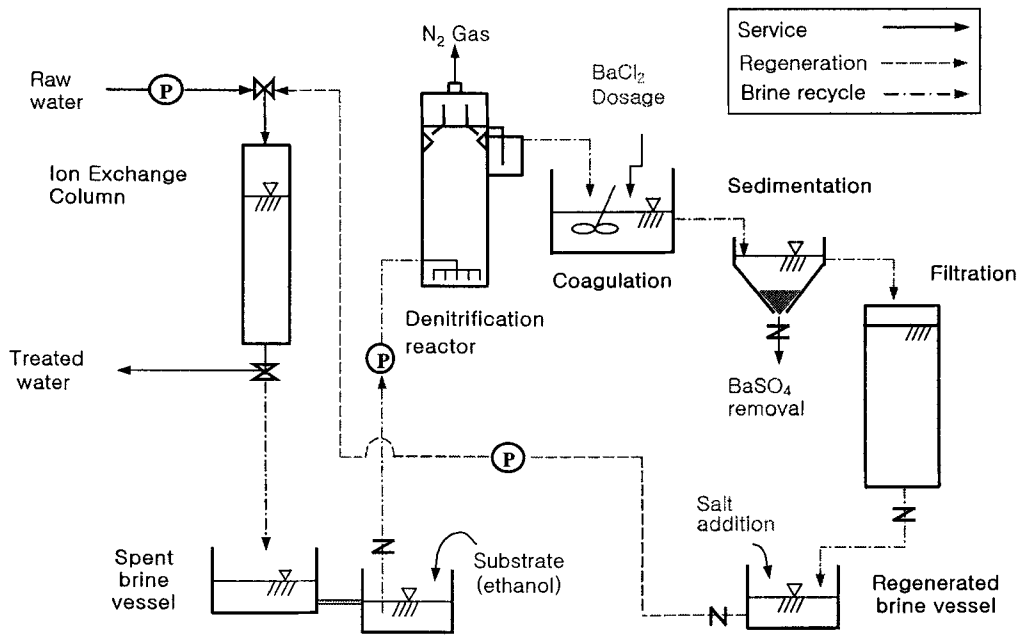 N₂ Gas
Service
Regeneration
Brine recycle
Raw
water
P
BaCl₂
Dosage
Ion Exchange
Column
Sedimentation
Coagulation
Filtration
Denitrification
reactor
P
Treated
water
BaSO₄
removal
P
Salt
addition
Spent
brine
vessel
Substrate
(ethanol)
Regenerated
brine vessel